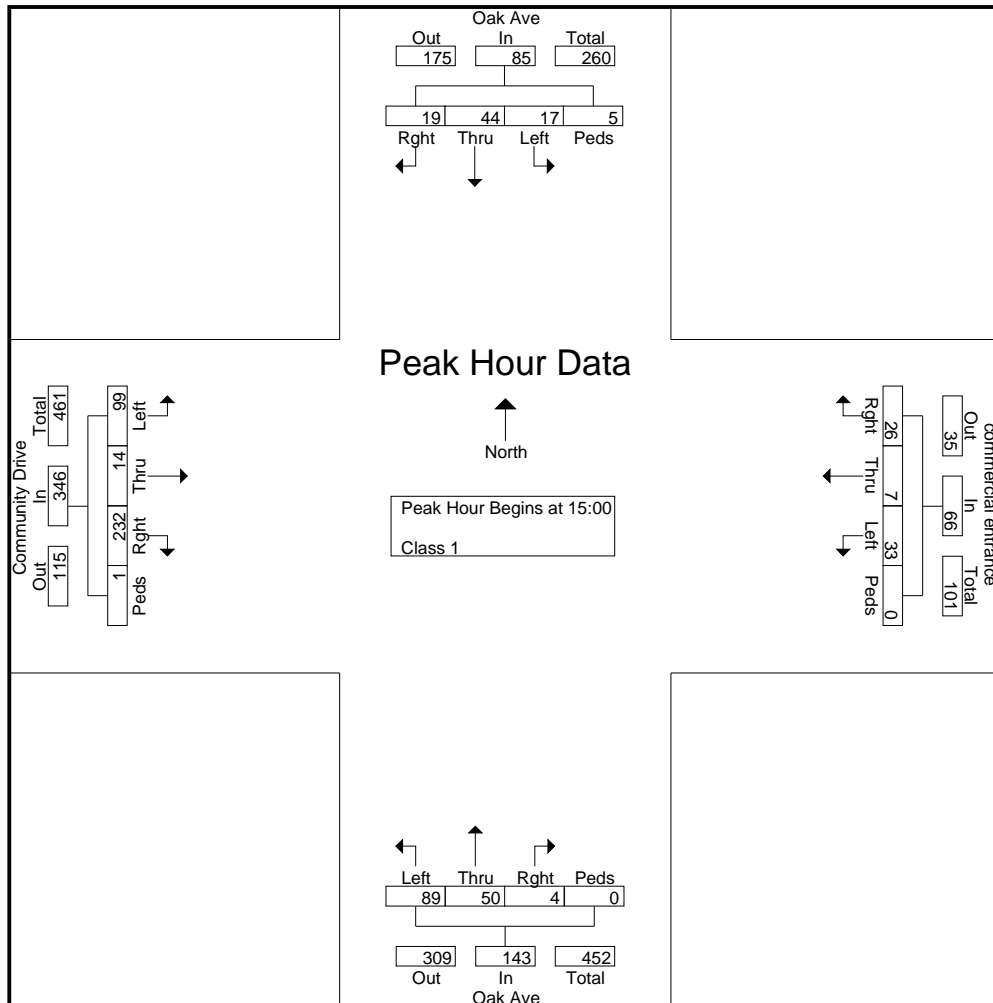 Oak Ave
Out In Total
175 85 260
19 44 17 5
Rght Thru Left Peds
Peak Hour Data
North
Peak Hour Begins at 15:00
Class 1
Community Drive
Out In Total
115 346 461
1 232 14 99
Peds Rght Thru Left
commercial entrance
Out In Total
35 66 101
26 7 33 0
Rght Thru Left Peds
Left Thru Rght Peds
89 50 4 0
309 143 452
Out In Total
Oak Ave